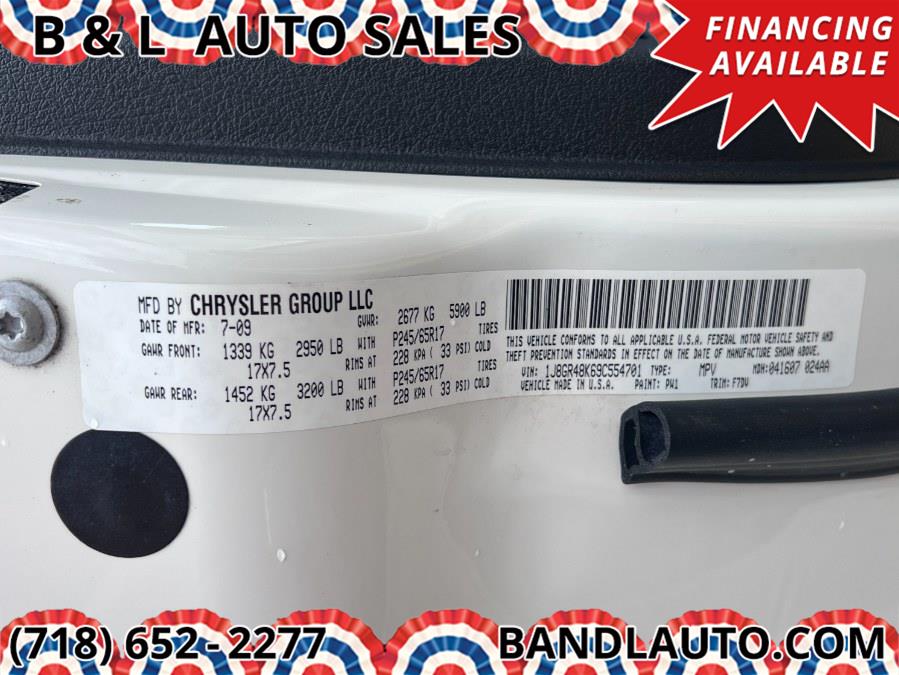 B & L AUTO SALES
FINANCING
AVAILABLE
MFD BY CHRYSLER GROUP LLC
DATE OF MFR: 7-09 GVWR: 2677 KG 5900 LB
GAWR FRONT: 1339 KG 2950 LB WITH P245/65R17 TIRES
17X7.5 RIMS AT 228 KPA ( 33 PSI) COLD
GAWR REAR: 1452 KG 3200 LB WITH P245/65R17 TIRES
17X7.5 RIMS AT 228 KPA ( 33 PSI) COLD
THIS VEHICLE CONFORMS TO ALL APPLICABLE U.S.A. FEDERAL MOTOR VEHICLE SAFETY AND
THEFT PREVENTION STANDARDS IN EFFECT ON THE DATE OF MANUFACTURE SHOWN ABOVE.
VIN: 1J8GR48K69C554701 TYPE: MPV MDH: 041607 024AA
VEHICLE MADE IN U.S.A. PAINT: PW1 TRIM: F7DV
(718) 652-2277
BANDLAUTO.COM